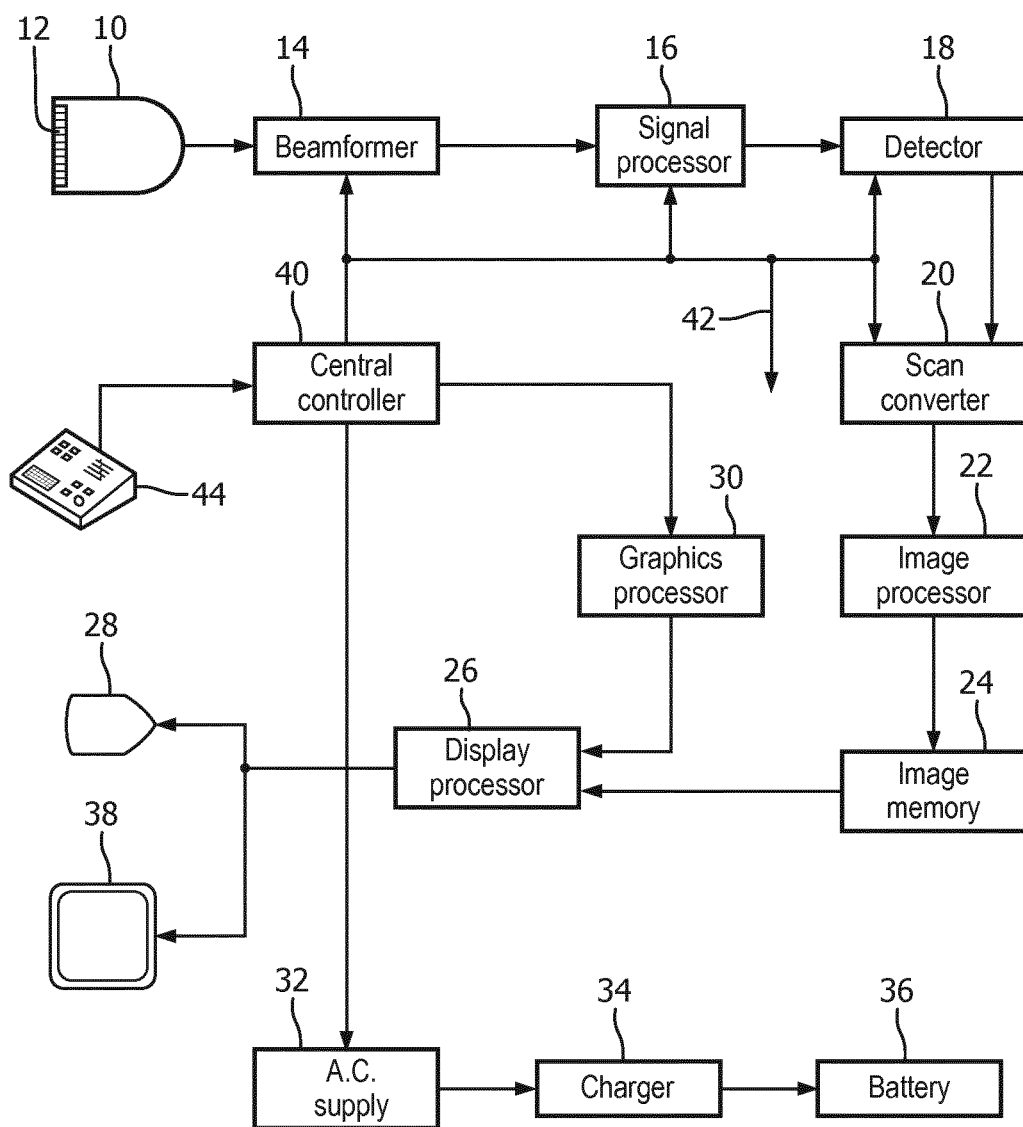 12
10
14
16
18
Beamformer
Signal
processor
Detector
40
42
20
Central
controller
Scan
converter
44
30
22
Graphics
processor
Image
processor
28
26
24
Display
processor
Image
memory
38
32
34
36
A.C.
supply
Charger
Battery